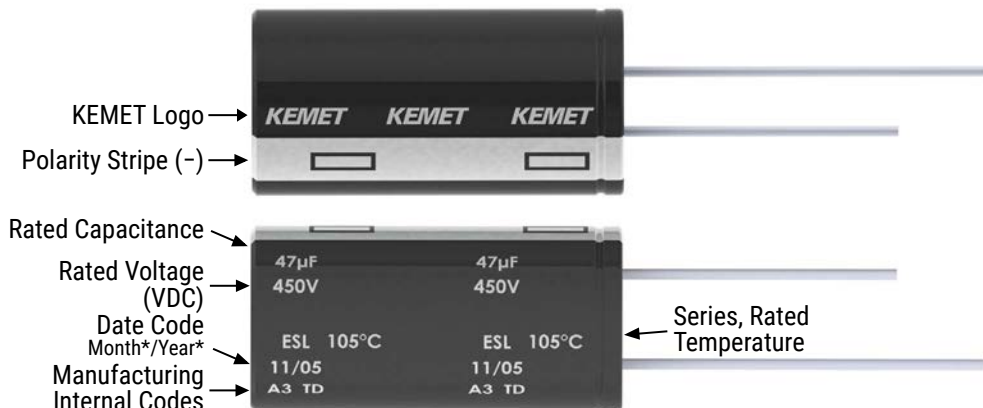 KEMET Logo
KEMET KEMET KEMET
Polarity Stripe (−)
Rated Capacitance
47µF 47µF
Rated Voltage
(VDC)
450V 450V
Date Code
Month*/Year*
ESL 105°C ESL 105°C
Series, Rated
Temperature
11/05 11/05
Manufacturing
Internal Codes
A3 TD A3 TD